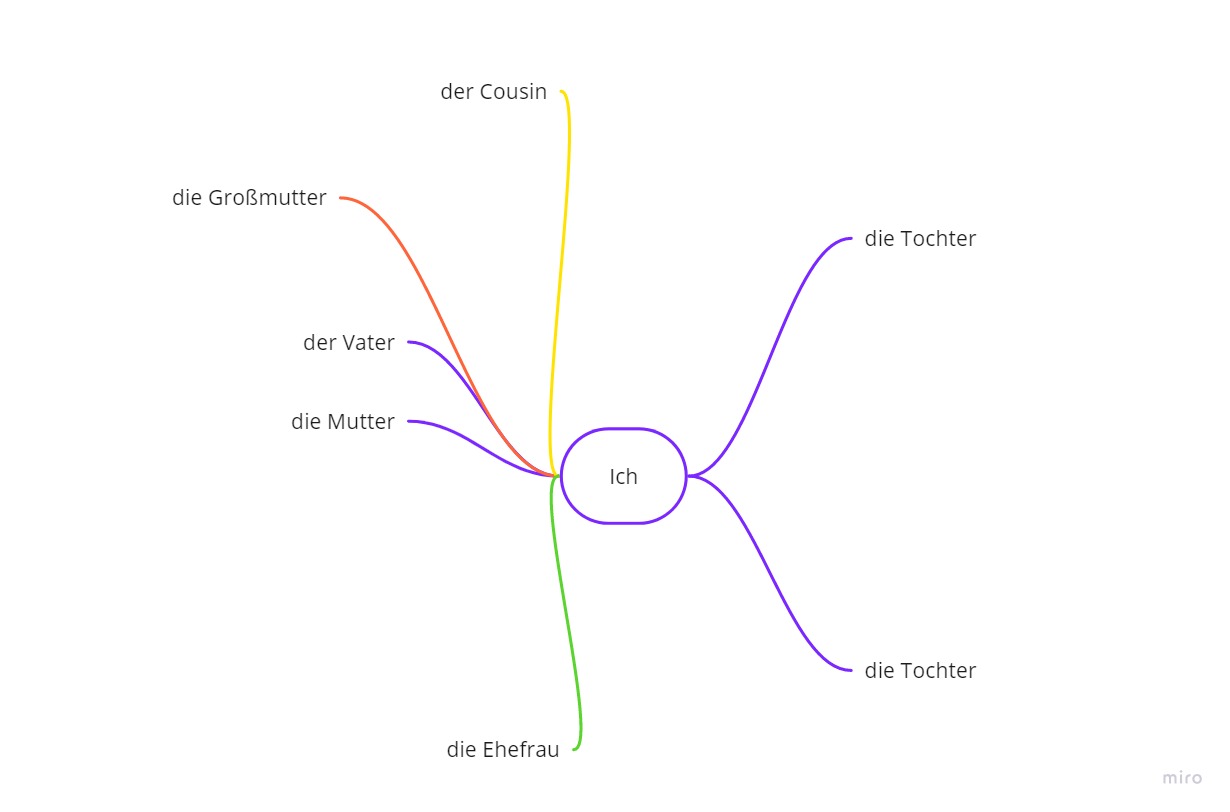 der Cousin
die Großmutter
die Tochter
der Vater
die Mutter
Ich
die Tochter
die Ehefrau
miro